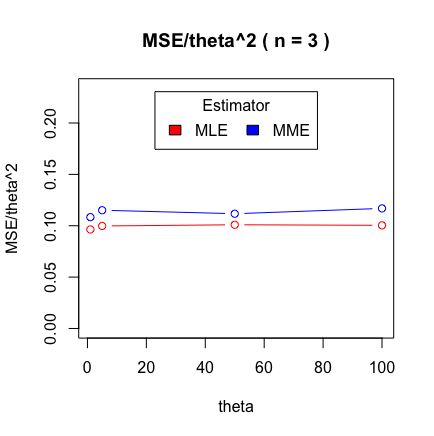 MSE/theta^2 ( n = 3 )
Estimator
MLE MME
MSE/theta^2
0.20
0.15
0.10
0.05
0.00
0 20 40 60 80 100
theta